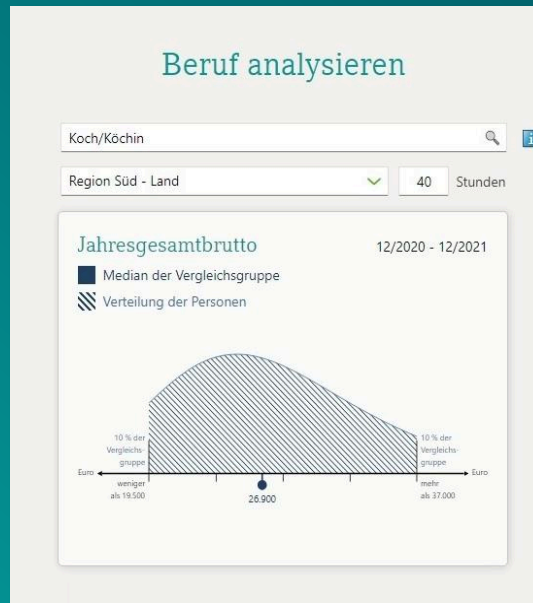 Beruf analysieren
Koch/Köchin
Region Süd - Land
40 Stunden
Jahresgesamtbrutto
12/2020 - 12/2021
Median der Vergleichsgruppe
Verteilung der Personen
10 % der
Vergleichs-
gruppe
10 % der
Vergleichs-
gruppe
Euro
Euro
weniger
als 19.500
26.900
mehr
als 37.000